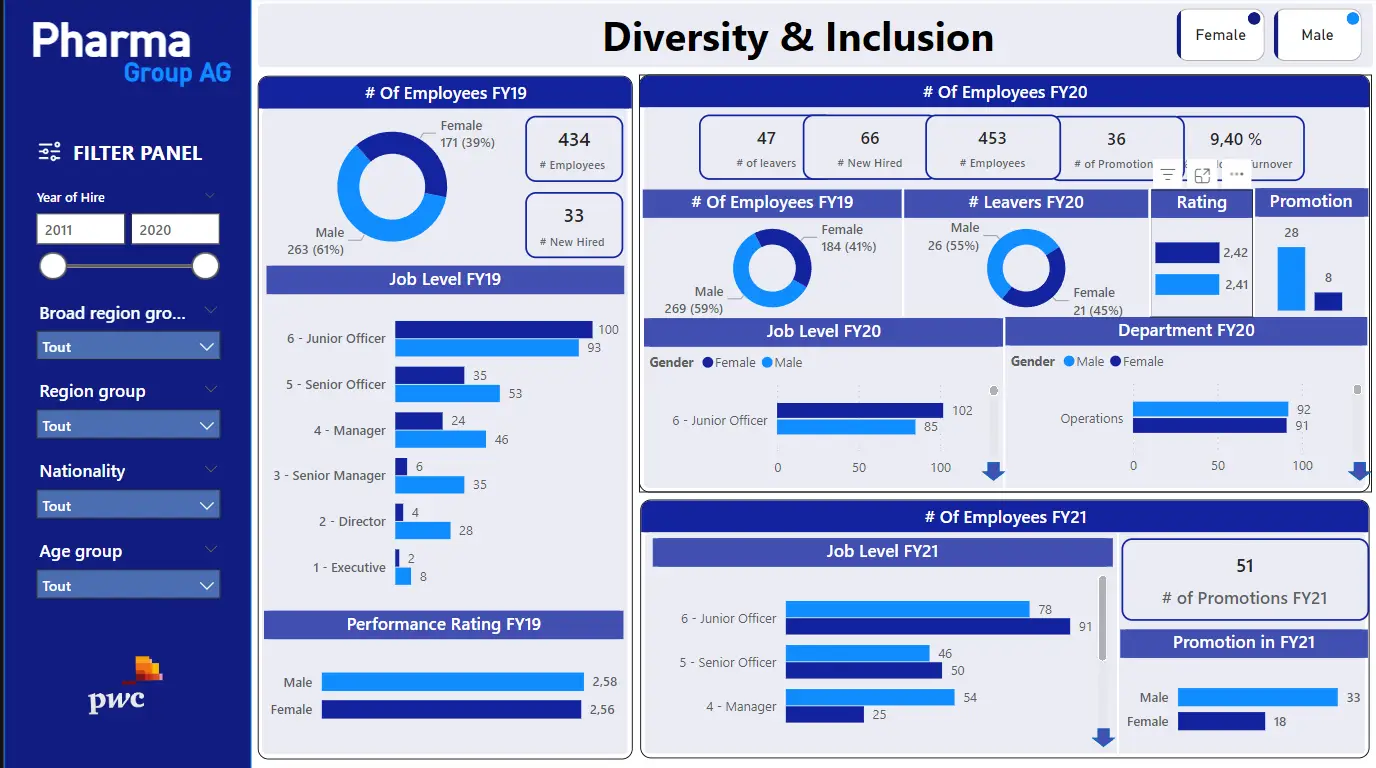 Pharma
Group AG
FILTER PANEL
Year of Hire
2011
2020
Broad region gro...
Tout
Region group
Tout
Nationality
Tout
Age group
Tout
pwc
Diversity & Inclusion
Female
Male
# Of Employees FY19
Female
171 (39%)
Male
263 (61%)
434
# Employees
33
# New Hired
Job Level FY19
6 - Junior Officer
100
93
5 - Senior Officer
35
53
4 - Manager
24
46
3 - Senior Manager
6
35
2 - Director
4
28
1 - Executive
2
8
Performance Rating FY19
Male
2,58
Female
2,56
# Of Employees FY20
47
# of leavers
66
# New Hired
453
# Employees
36
# of Promotion
9,40 %
urnover
# Of Employees FY19
Female
184 (41%)
Male
269 (59%)
# Leavers FY20
Male
26 (55%)
Female
21 (45%)
Rating
2,42
2,41
Promotion
28
8
Job Level FY20
Gender Female Male
6 - Junior Officer
102
85
0 50 100
Department FY20
Gender Male Female
Operations
92
91
0 50 100
# Of Employees FY21
Job Level FY21
6 - Junior Officer
78
91
5 - Senior Officer
46
50
4 - Manager
54
25
51
# of Promotions FY21
Promotion in FY21
Male
33
Female
18